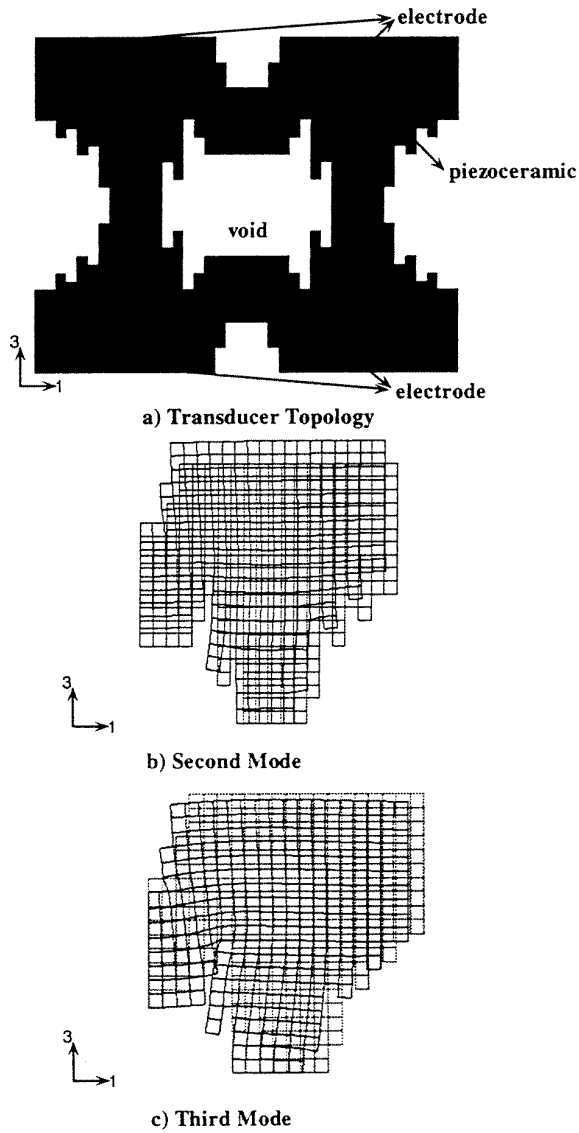 electrode
piezoceramic
void
3
1
electrode
a) Transducer Topology
3
1
b) Second Mode
3
1
c) Third Mode